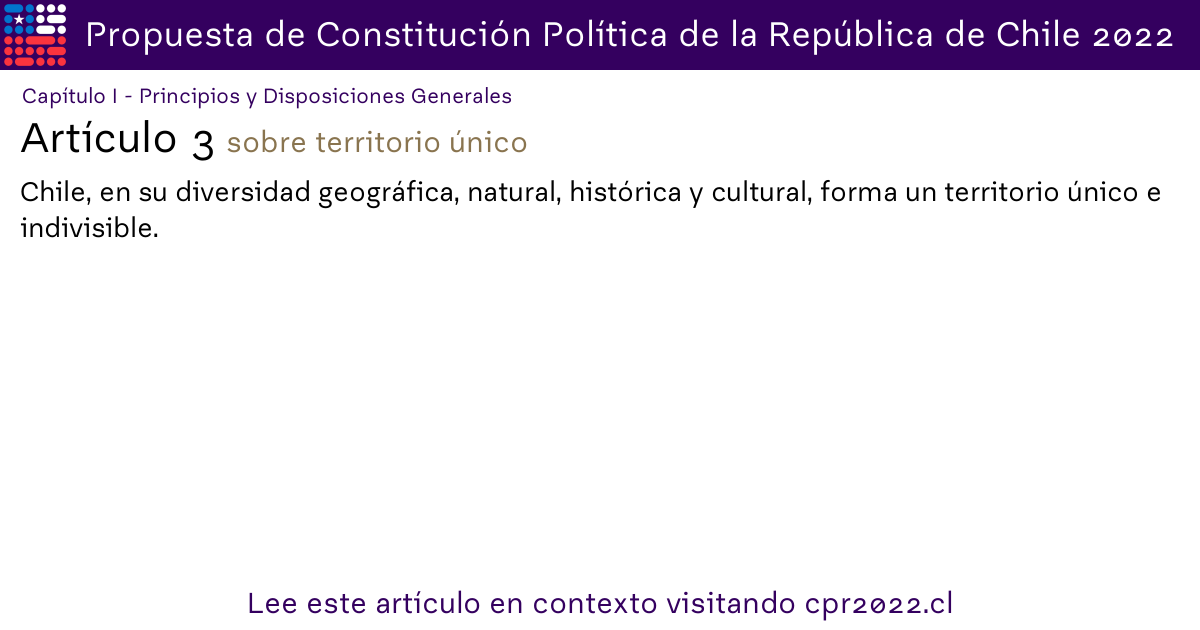 Propuesta de Constitución Política de la República de Chile 2022
Capítulo I - Principios y Disposiciones Generales
Artículo 3 sobre territorio único
Chile, en su diversidad geográfica, natural, histórica y cultural, forma un territorio único e
indivisible.
Lee este artículo en contexto visitando cpr2022.cl